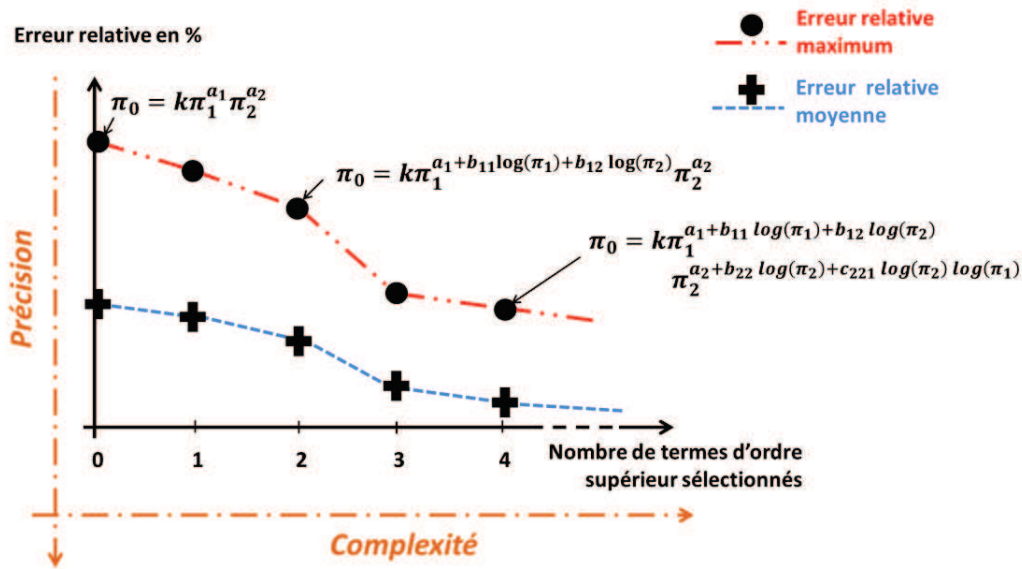 Erreur relative en %
Erreur relative
maximum
Erreur relative
moyenne
π₀ = kπ₁^{a₁}π₂^{a₂}
π₀ = kπ₁^{a₁+b₁₁log(π₁)+b₁₂ log(π₂)}π₂^{a₂}
π₀ = kπ₁^{a₁+b₁₁ log(π₁)+b₁₂ log(π₂)}
π₂^{a₂+b₂₂ log(π₂)+c₂₂₁ log(π₂) log(π₁)}
Précision
0 1 2 3 4
Nombre de termes d'ordre
supérieur sélectionnés
Complexité